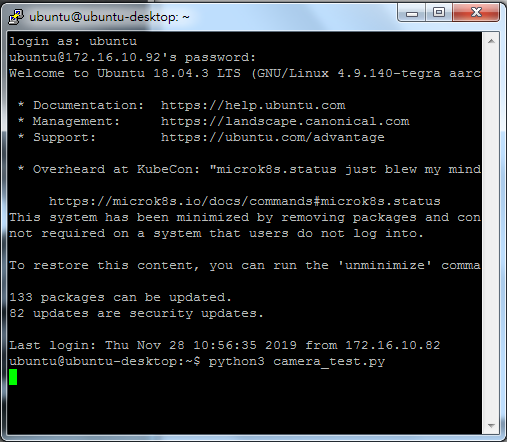 ubuntu@ubuntu-desktop: ~
login as: ubuntu
ubuntu@172.16.10.92's password:
Welcome to Ubuntu 18.04.3 LTS (GNU/Linux 4.9.140-tegra aarc
* Documentation:  https://help.ubuntu.com
* Management:     https://landscape.canonical.com
* Support:        https://ubuntu.com/advantage
* Overheard at KubeCon: "microk8s.status just blew my mind
https://microk8s.io/docs/commands#microk8s.status
This system has been minimized by removing packages and con
not required on a system that users do not log into.
To restore this content, you can run the 'unminimize' comma
133 packages can be updated.
82 updates are security updates.
Last login: Thu Nov 28 10:56:35 2019 from 172.16.10.82
ubuntu@ubuntu-desktop:~$ python3 camera_test.py